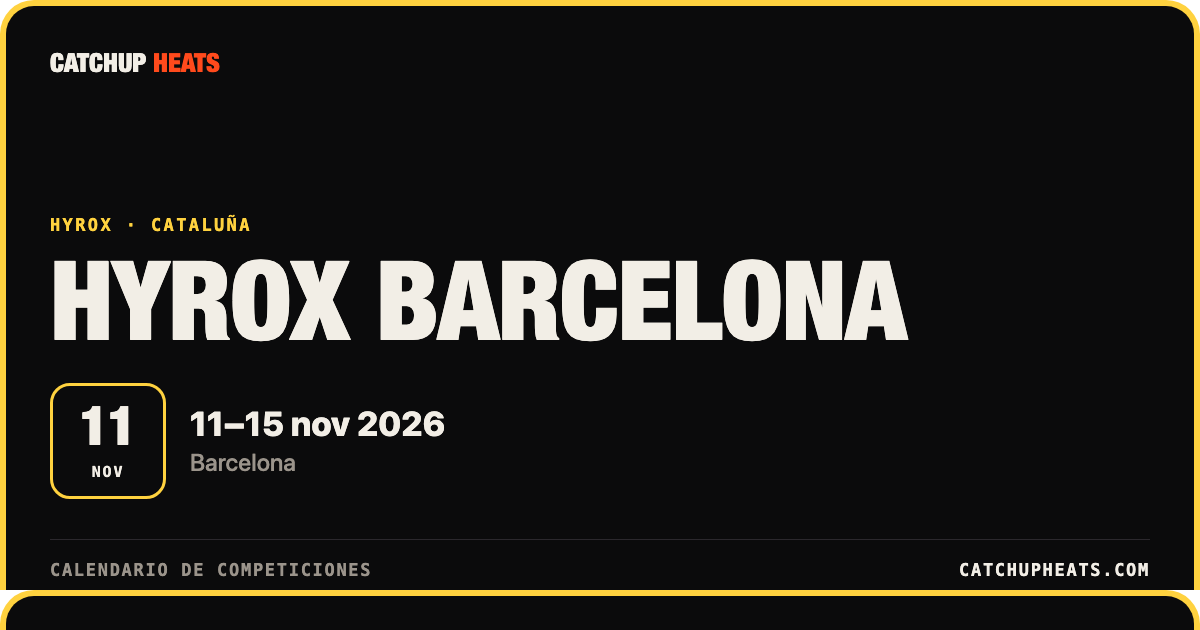 CATCHUP HEATS
HYROX · CATALUÑA
HYROX BARCELONA
11
NOV
11–15 nov 2026
Barcelona
CALENDARIO DE COMPETICIONES
CATCHUPHEATS.COM